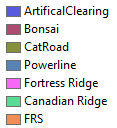 ArtificalClearing
Bonsai
CatRoad
Powerline
Fortress Ridge
Canadian Ridge
FRS